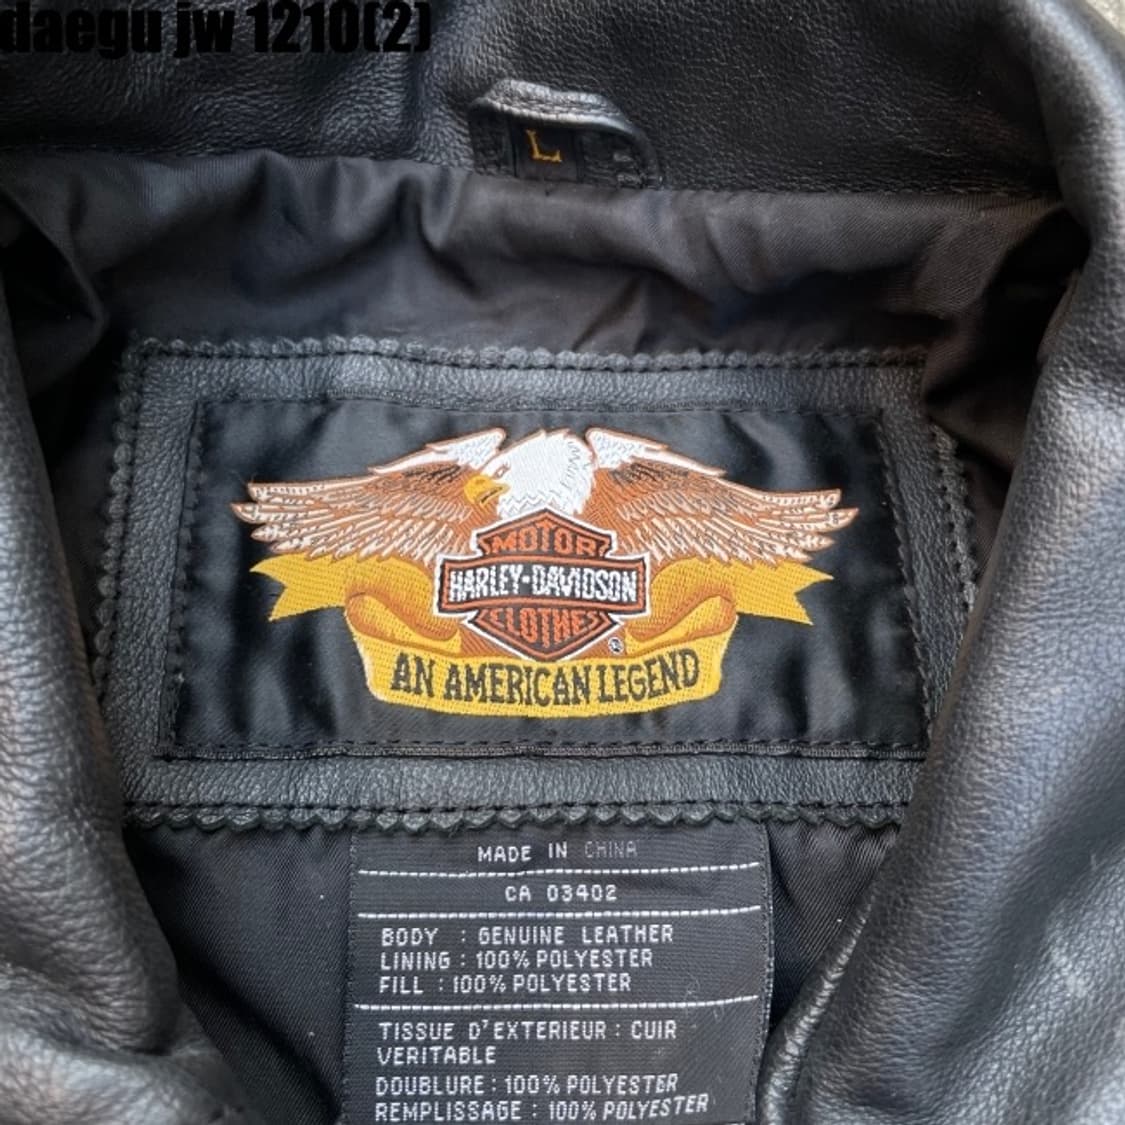 daegu jw 1210(2)
L
MOTOR
HARLEY-DAVIDSON
CLOTHES
®
AN AMERICAN LEGEND
MADE IN CHINA
CA 03402
BODY : GENUINE LEATHER
LINING : 100% POLYESTER
FILL : 100% POLYESTER
TISSUE D'EXTERIEUR : CUIR
VERITABLE
DOUBLURE : 100% POLYESTER
REMPLISSAGE : 100% POLYESTER